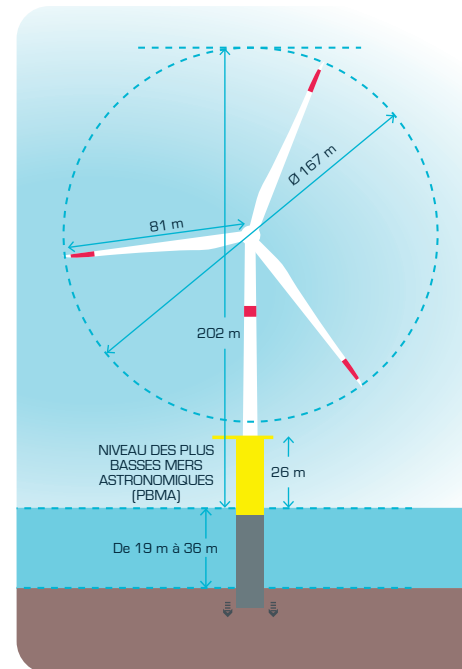 Ø 167 m
81 m
202 m
NIVEAU DES PLUS
BASSES MERS
ASTRONOMIQUES
(PBMA)
26 m
De 19 m à 36 m